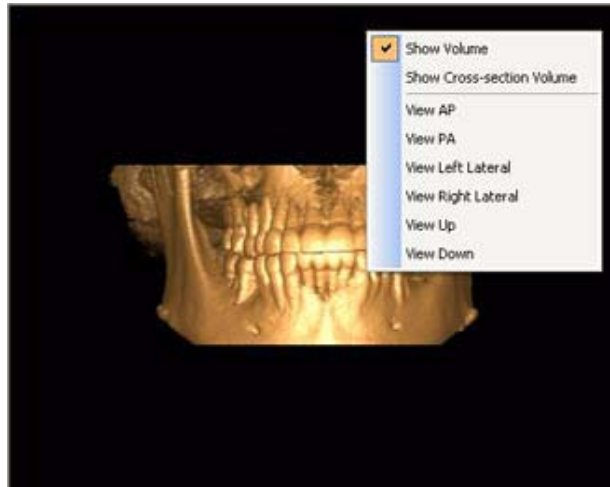 Show Volume
Show Cross-section Volume
View AP
View PA
View Left Lateral
View Right Lateral
View Up
View Down